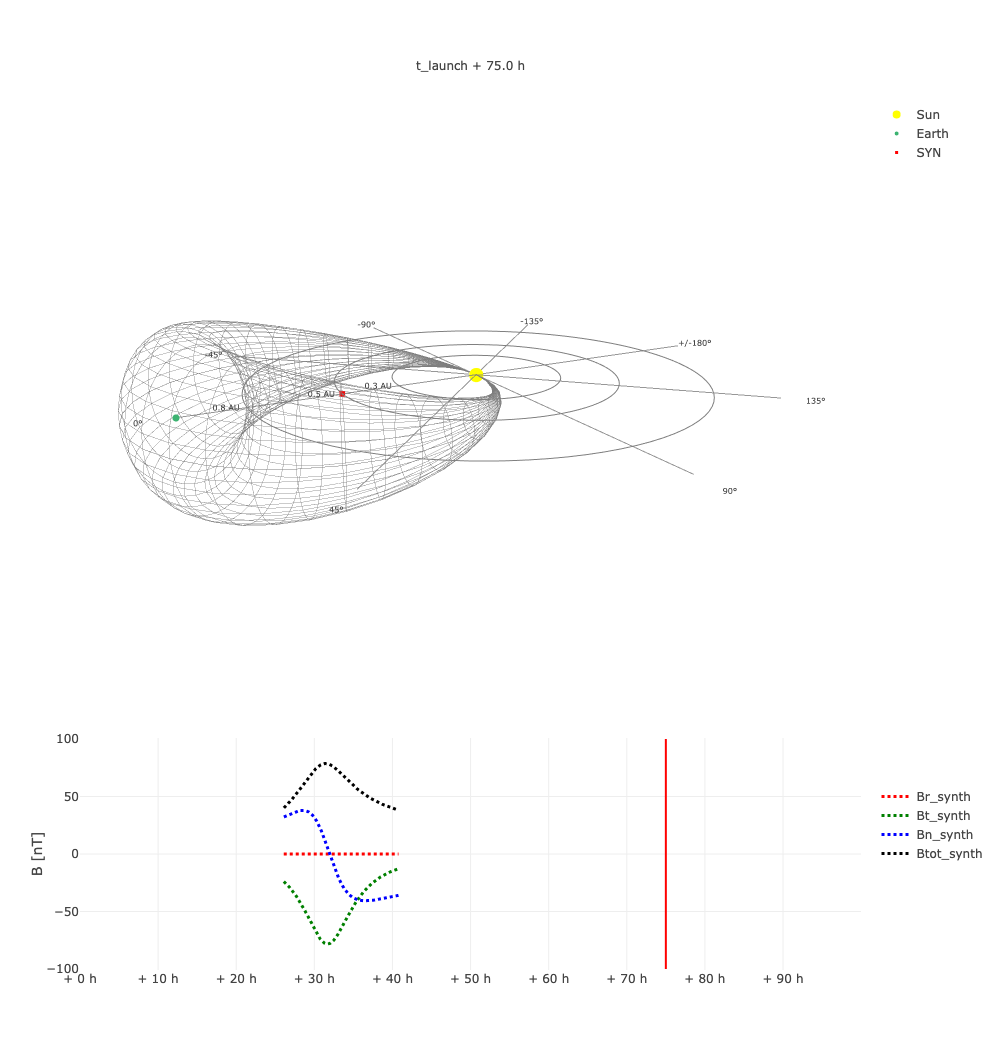 t_launch + 75.0 h
Sun
Earth
SYN
-90°
-135°
+/-180°
-45°
0.3 AU
0.5 AU
0.8 AU
0°
135°
90°
45°
B [nT]
100
50
0
−50
−100
+ 0 h
+ 10 h
+ 20 h
+ 30 h
+ 40 h
+ 50 h
+ 60 h
+ 70 h
+ 80 h
+ 90 h
Br_synth
Bt_synth
Bn_synth
Btot_synth